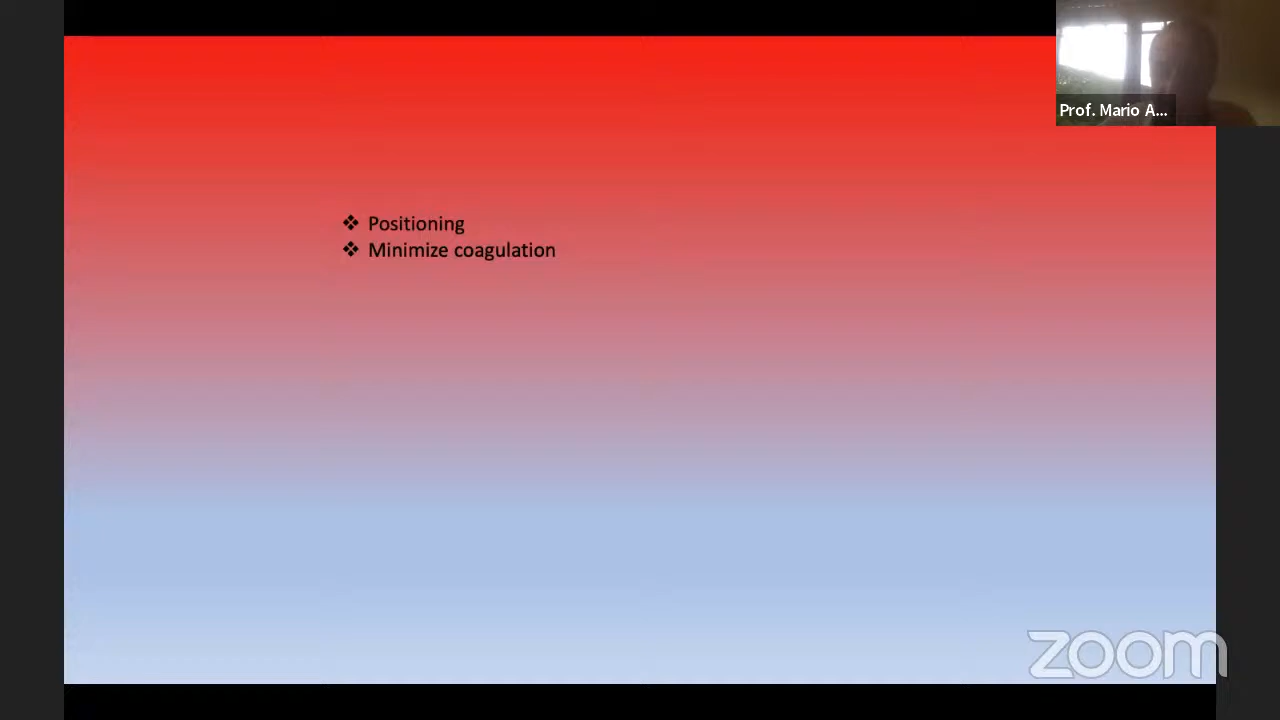 Prof. Mario A...
❖ Positioning
❖ Minimize coagulation
zoom